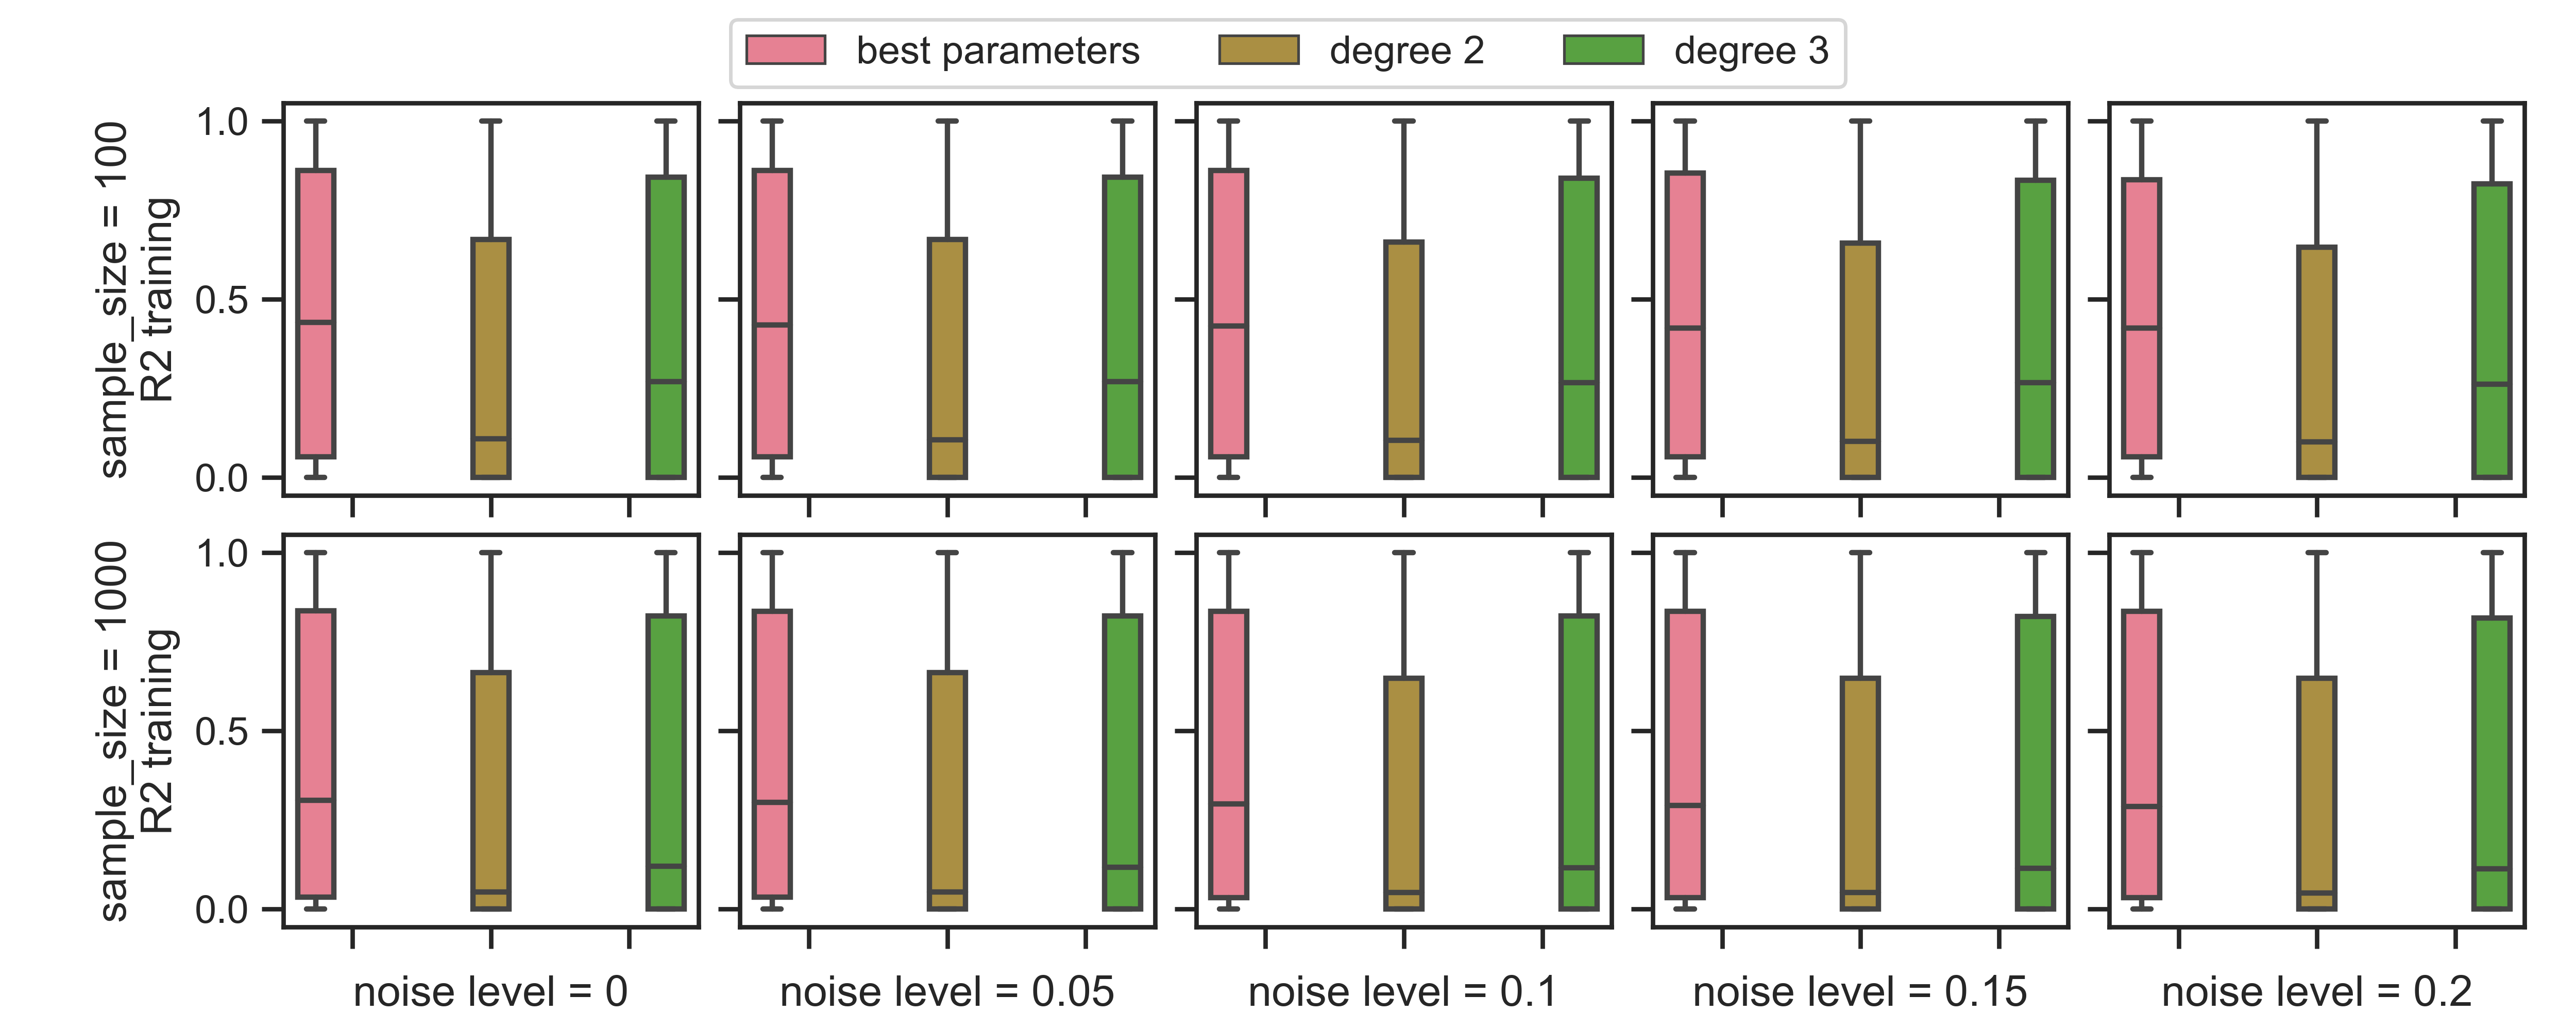 best parameters degree 2 degree 3
sample_size = 100
R2 training
1.0
0.5
0.0
sample_size = 1000
R2 training
1.0
0.5
0.0
noise level = 0 noise level = 0.05 noise level = 0.1 noise level = 0.15 noise level = 0.2